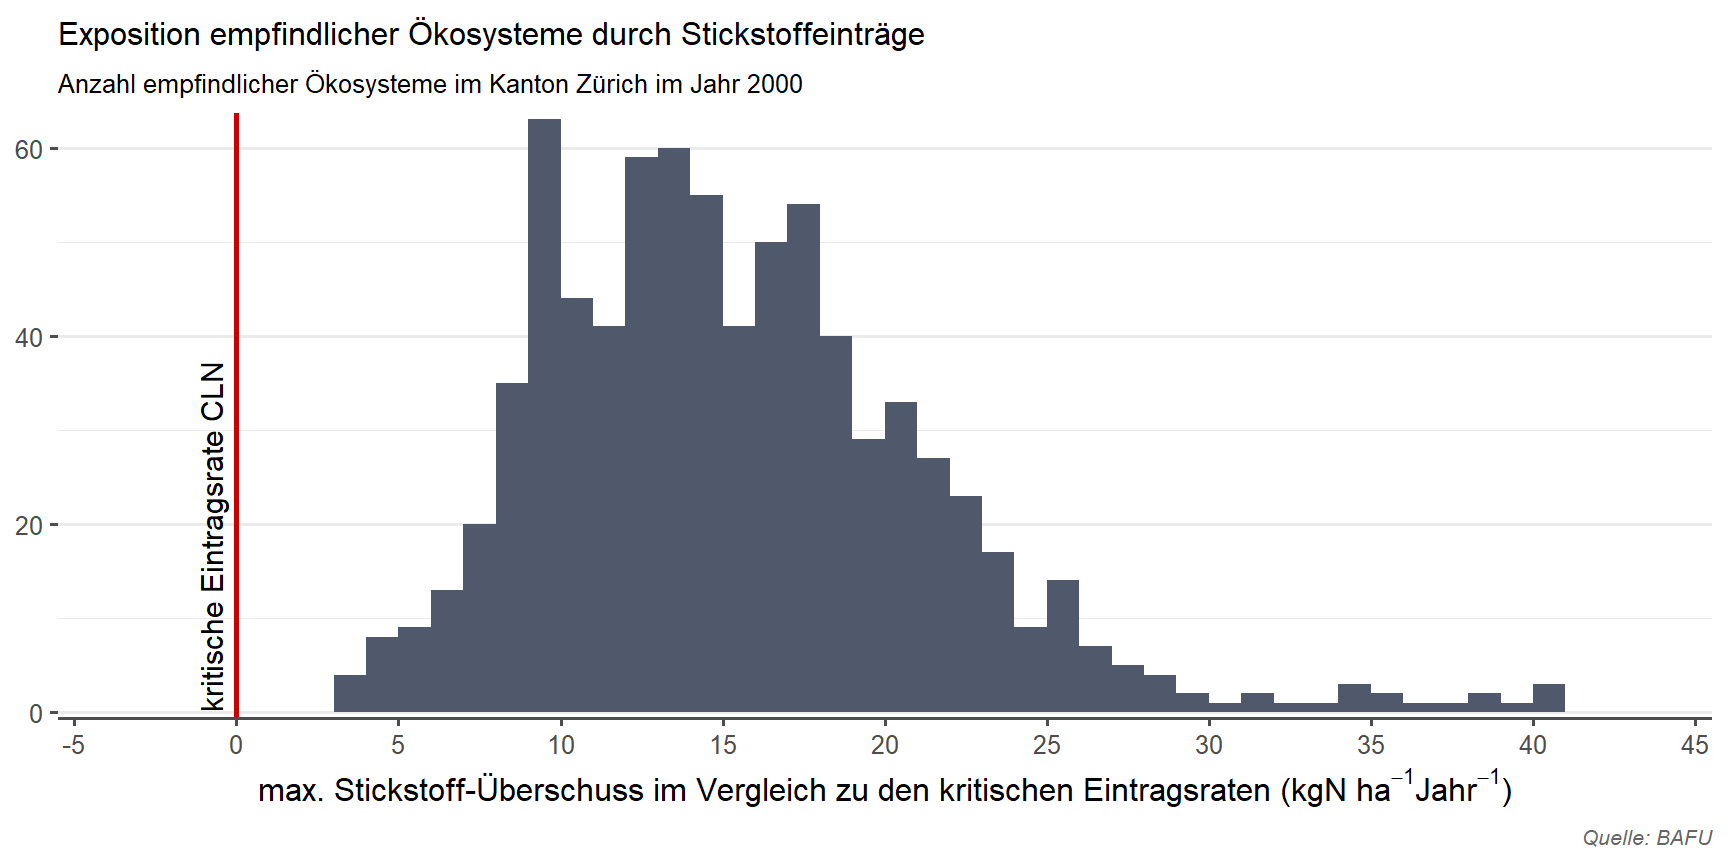 Exposition empfindlicher Ökosysteme durch Stickstoffeinträge
Anzahl empfindlicher Ökosysteme im Kanton Zürich im Jahr 2000
60
40
20
0
kritische Eintragsrate CLN
-5 0 5 10 15 20 25 30 35 40 45
max. Stickstoff-Überschuss im Vergleich zu den kritischen Eintragsraten (kgN ha⁻¹Jahr⁻¹)
Quelle: BAFU